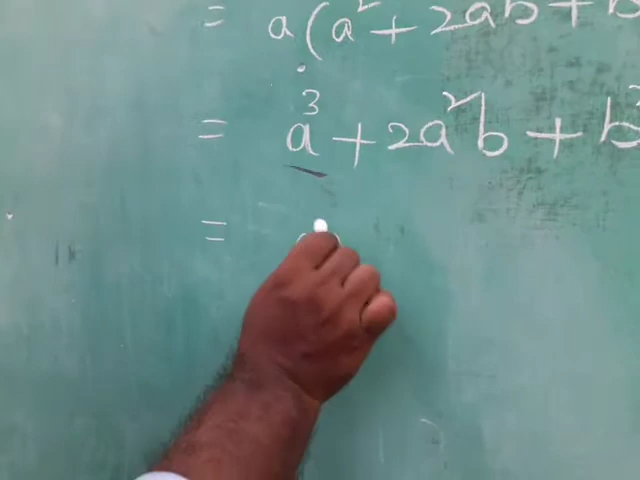 = a(a² + 2ab + b
= a³ + 2a²b + b
=